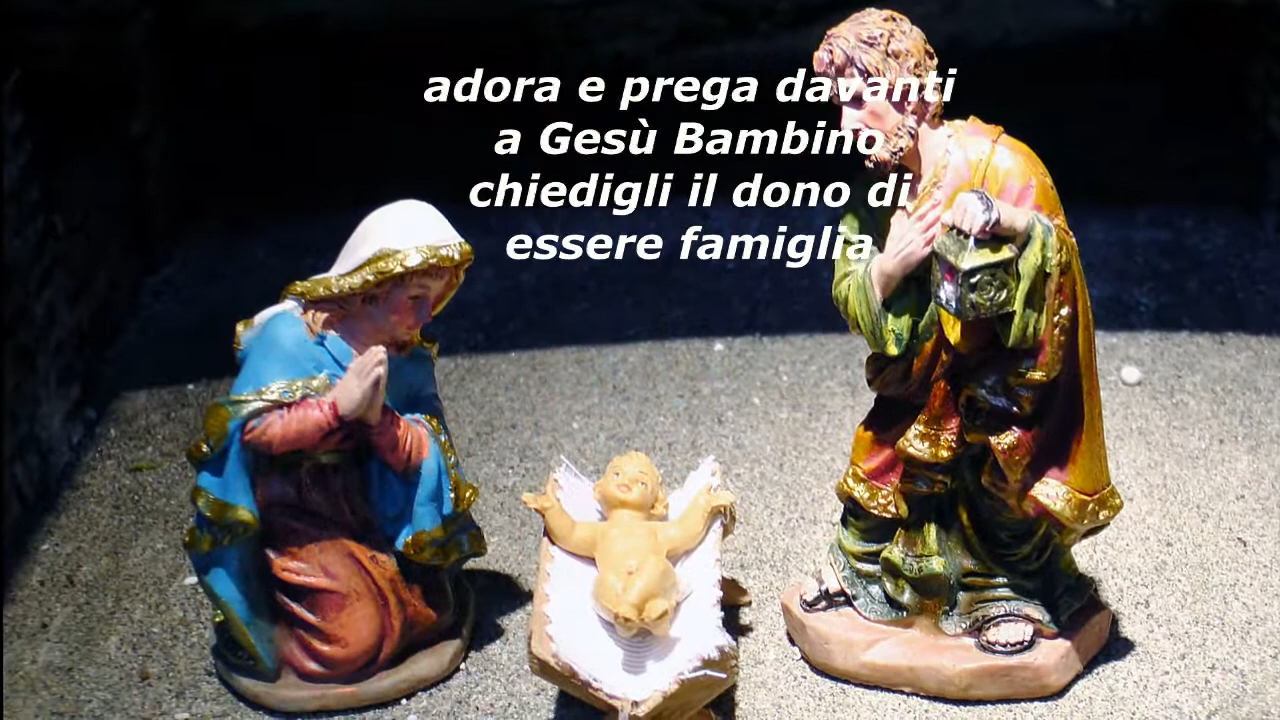 adora e prega davanti
a Gesù Bambino
chiedigli il dono di
essere famiglia